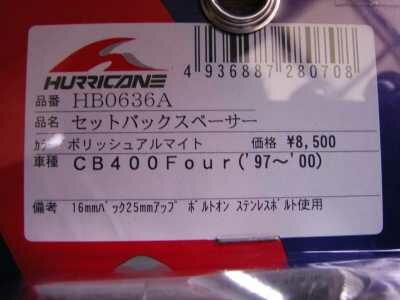 HURRICANE
4 936887 280708
品番 HB0636A
品名 セットバックスペーサー
カラ ポリッシュアルマイト 価格 ¥8,500
車種 CB400Four('97～'00)
備考 16mmバック25mmアップ ボルトオン ステンレスボルト使用